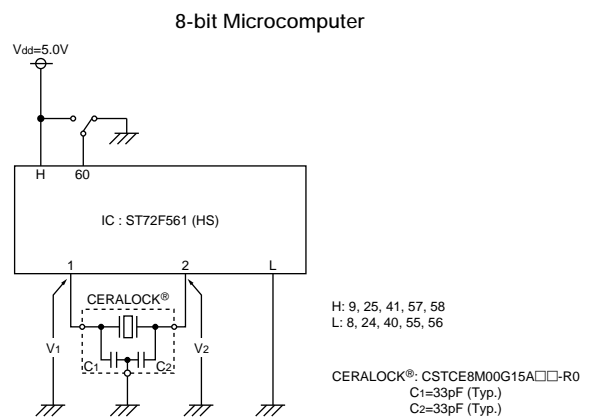 8-bit Microcomputer
Vdd=5.0V
H 60
IC : ST72F561 (HS)
1 2 L
CERALOCK®
H: 9, 25, 41, 57, 58
L: 8, 24, 40, 55, 56
V1 V2
C1 C2
CERALOCK®: CSTCE8M00G15A□□-R0
C1=33pF (Typ.)
C2=33pF (Typ.)